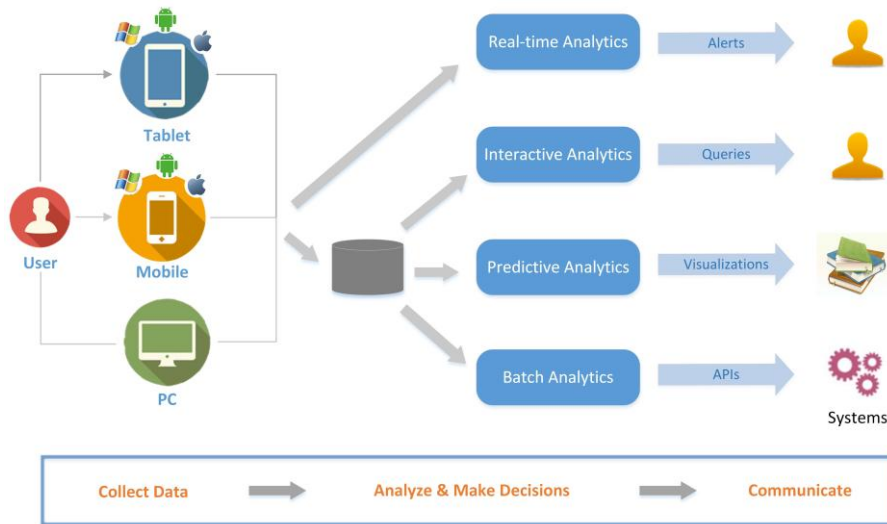 Real-time Analytics
Alerts
Tablet
Interactive Analytics
Queries
User
Mobile
Predictive Analytics
Visualizations
Batch Analytics
APIs
PC
Systems
Collect Data
Analyze & Make Decisions
Communicate